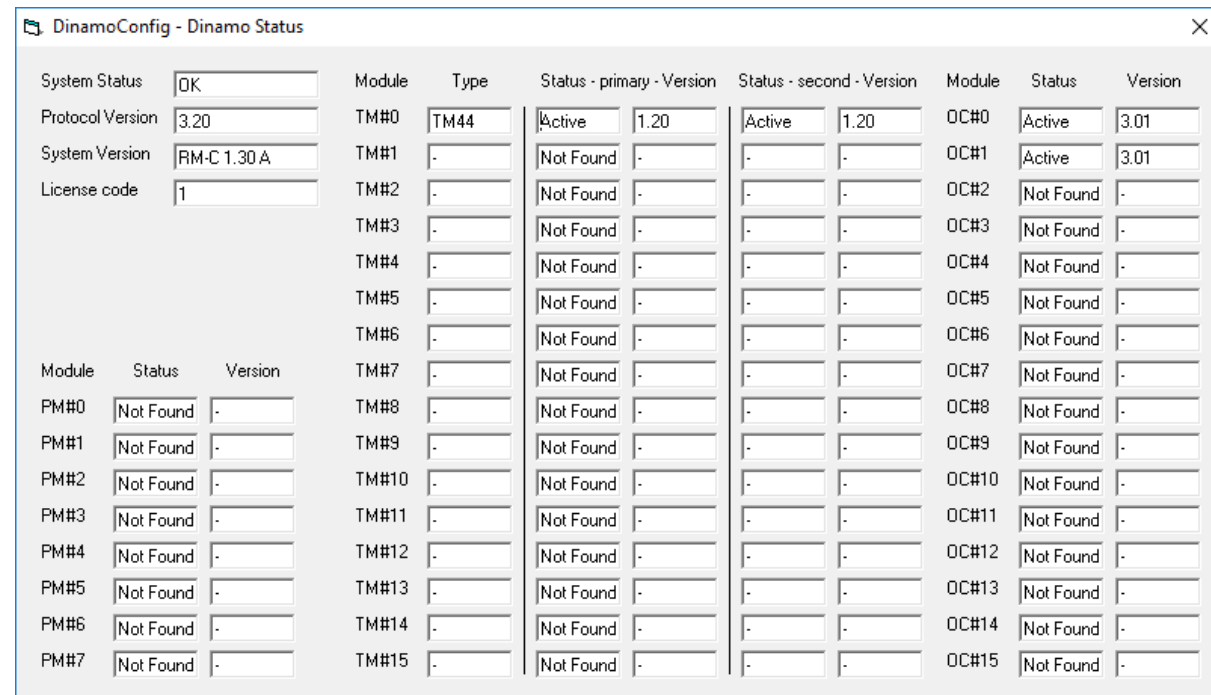 DinamoConfig - Dinamo Status
System Status OK Module Type Status - primary - Version Status - second - Version Module Status Version
Protocol Version 3.20 TM#0 TM44 Active 1.20 Active 1.20 OC#0 Active 3.01
System Version RM-C 1.30 A TM#1 - Not Found - - - OC#1 Active 3.01
License code 1 TM#2 - Not Found - - - OC#2 Not Found -
TM#3 - Not Found - - - OC#3 Not Found -
TM#4 - Not Found - - - OC#4 Not Found -
TM#5 - Not Found - - - OC#5 Not Found -
TM#6 - Not Found - - - OC#6 Not Found -
Module Status Version TM#7 - Not Found - - - OC#7 Not Found -
PM#0 Not Found - TM#8 - Not Found - - - OC#8 Not Found -
PM#1 Not Found - TM#9 - Not Found - - - OC#9 Not Found -
PM#2 Not Found - TM#10 - Not Found - - - OC#10 Not Found -
PM#3 Not Found - TM#11 - Not Found - - - OC#11 Not Found -
PM#4 Not Found - TM#12 - Not Found - - - OC#12 Not Found -
PM#5 Not Found - TM#13 - Not Found - - - OC#13 Not Found -
PM#6 Not Found - TM#14 - Not Found - - - OC#14 Not Found -
PM#7 Not Found - TM#15 - Not Found - - - OC#15 Not Found -